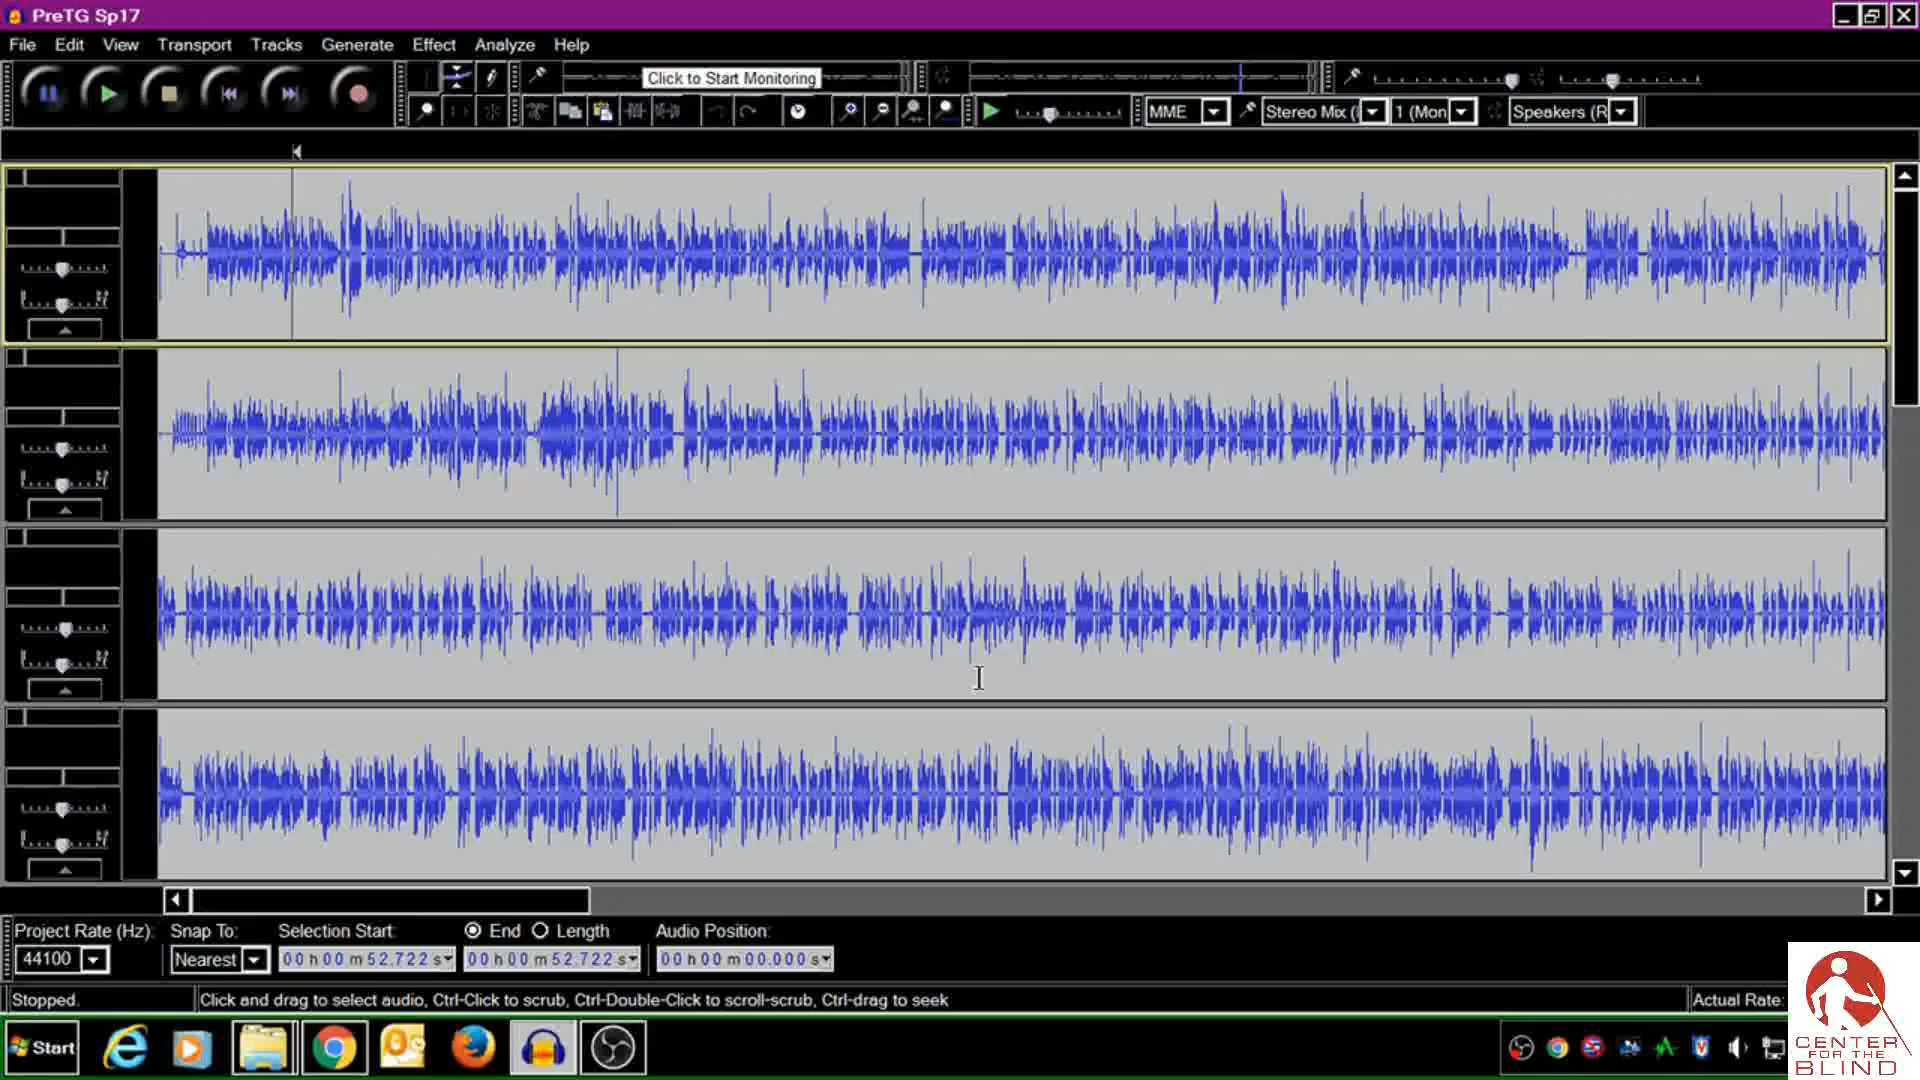 PreTG Sp17
File Edit View Transport Tracks Generate Effect Analyze Help
Click to Start Monitoring
MME Stereo Mix ( 1 (Mon Speakers (R
Project Rate (Hz): Snap To: Selection Start: End Length Audio Position:
44100 Nearest 00 h 00 m 52.722 s 00 h 00 m 52.722 s 00 h 00 m 00.000 s
Stopped. Click and drag to select audio, Ctrl-Click to scrub, Ctrl-Double-Click to scroll-scrub, Ctrl-drag to seek Actual Rate:
Start
CENTER
FOR THE
BLIND